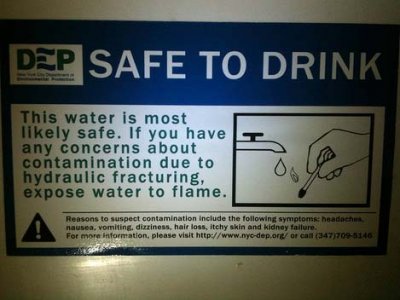 DEP
New York City Department of
Environmental Protection
SAFE TO DRINK
This water is most
likely safe. If you have
any concerns about
contamination due to
hydraulic fracturing,
expose water to flame.
Reasons to suspect contamination include the following symptoms: headaches,
nausea, vomiting, dizziness, hair loss, itchy skin and kidney failure.
For more information, please visit http://www.nyc-dep.org/ or call (347)709-5146